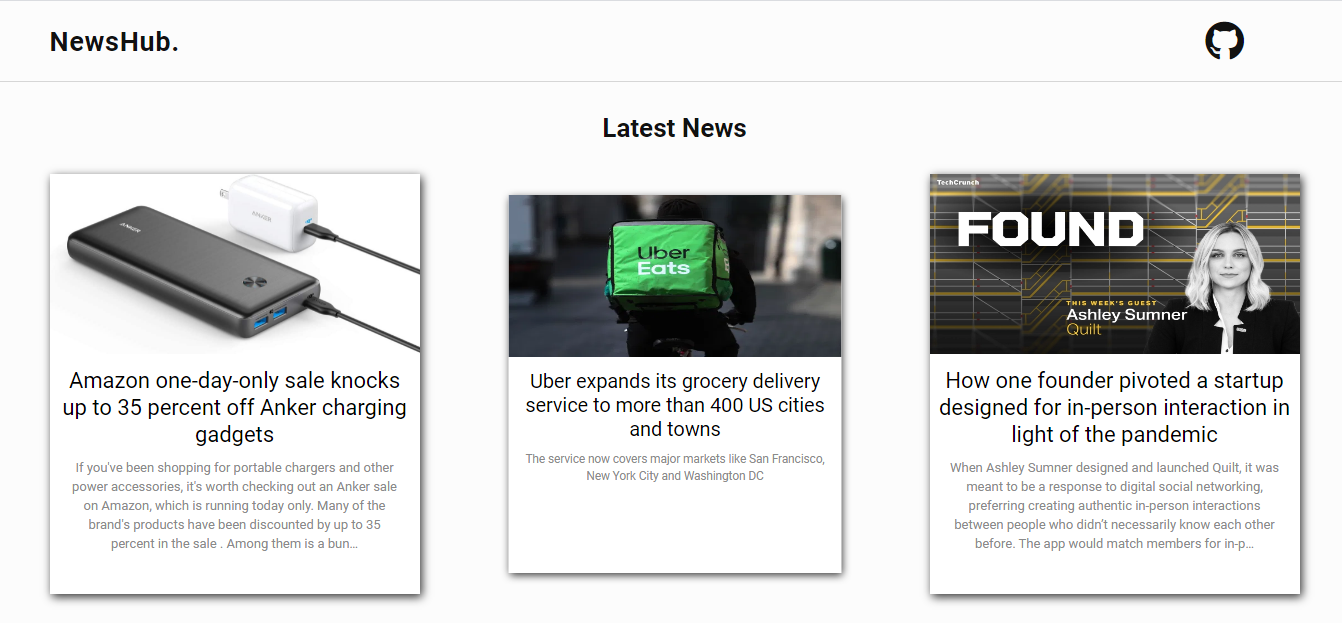 NewsHub.
Latest News
ANKER
ANKER
Amazon one-day-only sale knocks
up to 35 percent off Anker charging
gadgets
If you've been shopping for portable chargers and other
power accessories, it's worth checking out an Anker sale
on Amazon, which is running today only. Many of the
brand's products have been discounted by up to 35
percent in the sale . Among them is a bun...
Uber
Eats
Uber expands its grocery delivery
service to more than 400 US cities
and towns
The service now covers major markets like San Francisco,
New York City and Washington DC
TechCrunch
FOUND
THIS WEEK'S GUEST
Ashley Sumner
Quilt
How one founder pivoted a startup
designed for in-person interaction in
light of the pandemic
When Ashley Sumner designed and launched Quilt, it was
meant to be a response to digital social networking,
preferring creating authentic in-person interactions
between people who didn't necessarily know each other
before. The app would match members for in-p...